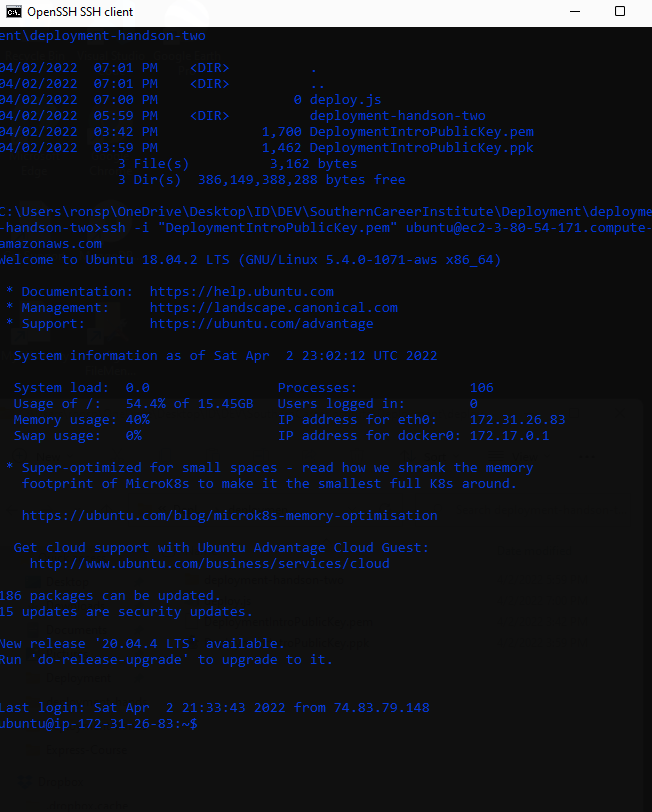 OpenSSH SSH client
ent\deployment-handson-two
04/02/2022  07:01 PM    <DIR>          .
04/02/2022  07:01 PM    <DIR>          ..
04/02/2022  07:00 PM                 0 deploy.js
04/02/2022  05:59 PM    <DIR>          deployment-handson-two
04/02/2022  03:42 PM             1,700 DeploymentIntroPublicKey.pem
04/02/2022  03:59 PM             1,462 DeploymentIntroPublicKey.ppk
3 File(s)          3,162 bytes
3 Dir(s)  386,149,388,288 bytes free
C:\Users\ronsp\OneDrive\Desktop\ID\DEV\SouthernCareerInstitute\Deployment\deployme
-handson-two>ssh -i "DeploymentIntroPublicKey.pem" ubuntu@ec2-3-80-54-171.compute-
amazonaws.com
Welcome to Ubuntu 18.04.2 LTS (GNU/Linux 5.4.0-1071-aws x86_64)
* Documentation:  https://help.ubuntu.com
* Management:     https://landscape.canonical.com
* Support:        https://ubuntu.com/advantage
System information as of Sat Apr  2 23:02:12 UTC 2022
System load:  0.0                Processes:              106
Usage of /:   54.4% of 15.45GB   Users logged in:        0
Memory usage: 40%                IP address for eth0:    172.31.26.83
Swap usage:   0%                 IP address for docker0: 172.17.0.1
* Super-optimized for small spaces - read how we shrank the memory
footprint of MicroK8s to make it the smallest full K8s around.
https://ubuntu.com/blog/microk8s-memory-optimisation
Get cloud support with Ubuntu Advantage Cloud Guest:
http://www.ubuntu.com/business/services/cloud
186 packages can be updated.
15 updates are security updates.
New release '20.04.4 LTS' available.
Run 'do-release-upgrade' to upgrade to it.
Last login: Sat Apr  2 21:33:43 2022 from 74.83.79.148
ubuntu@ip-172-31-26-83:~$